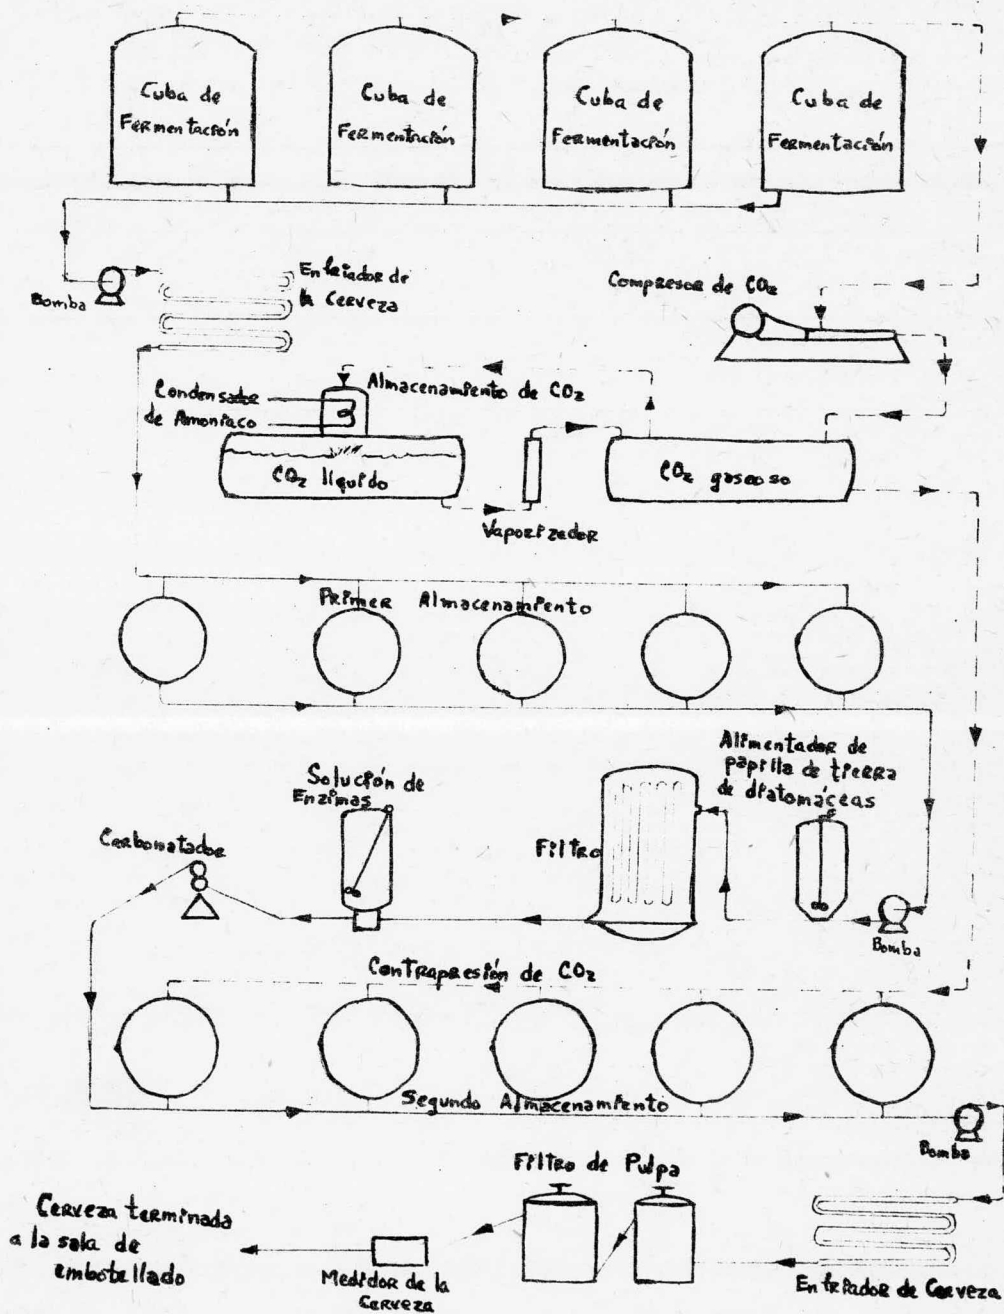 Cuba de
Fermentación
Cuba de
Fermentación
Cuba de
Fermentación
Cuba de
Fermentación
Bomba
Enfriador de
la Cerveza
Compresor de CO₂
Condensador
de Amoniaco
Almacenamiento de CO₂
CO₂ líquido
Vaporizador
CO₂ gaseoso
Primer Almacenamiento
Solución de
Enzimas
Alimentador de
papilla de tierra
de diatomáceas
Carbonatador
Filtro
Bomba
Contrapresión de CO₂
Segundo Almacenamiento
Bomba
Filtro de Pulpa
Cerveza terminada
a la sala de
embotellado
Medidor de la
Cerveza
Enfriador de Cerveza